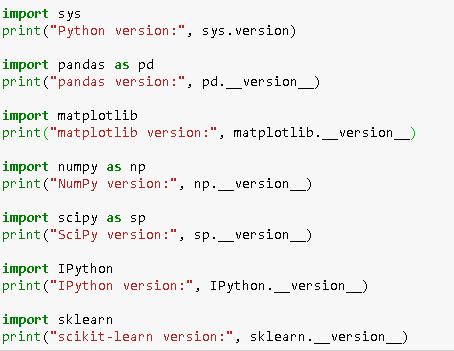 import sys
print("Python version:", sys.version)
import pandas as pd
print("pandas version:", pd.__version__)
import matplotlib
print("matplotlib version:", matplotlib.__version__)
import numpy as np
print("NumPy version:", np.__version__)
import scipy as sp
print("SciPy version:", sp.__version__)
import IPython
print("IPython version:", IPython.__version__)
import sklearn
print("scikit-learn version:", sklearn.__version__)